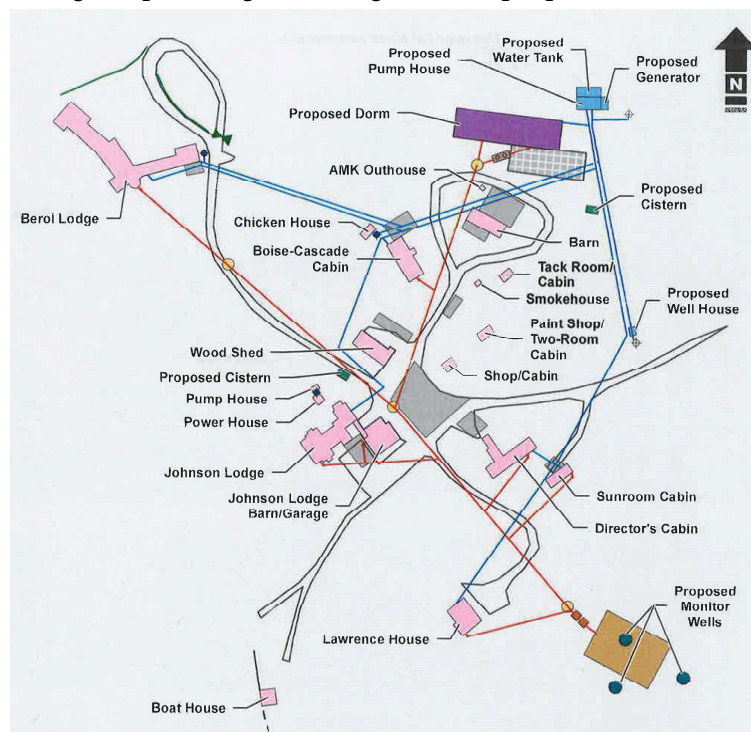 Proposed
Water Tank
Proposed
Pump House
Proposed
Generator
N
Proposed Dorm
AMK Outhouse
Proposed
Cistern
Berol Lodge
Chicken House
Boise-Cascade
Cabin
Barn
Tack Room/
Cabin
Smokehouse
Proposed
Well House
Paint Shop/
Two-Room
Cabin
Wood Shed
Proposed Cistern
Shop/Cabin
Pump House
Power House
Johnson Lodge
Johnson Lodge
Barn/Garage
Sunroom Cabin
Director's Cabin
Proposed
Monitor
Wells
Lawrence House
Boat House